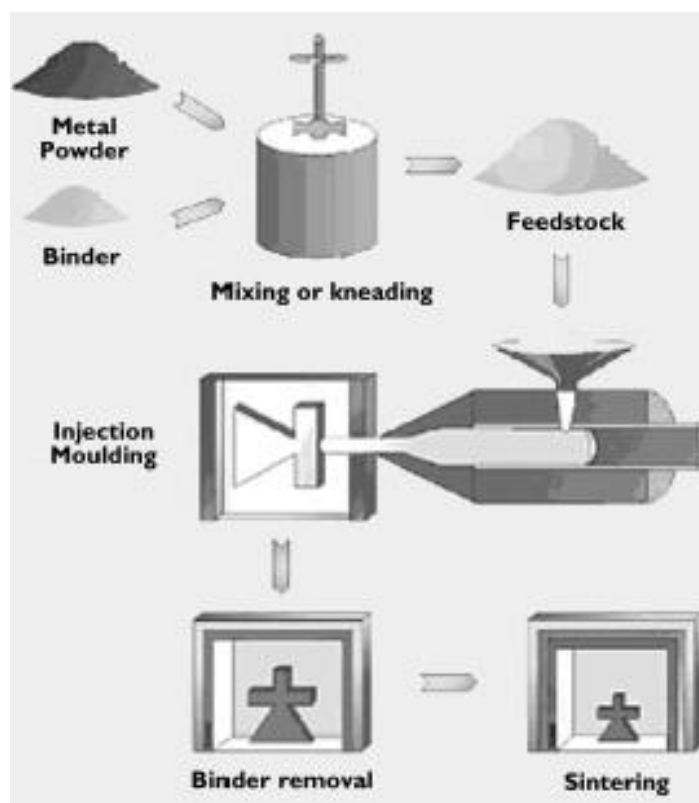 Metal
Powder
Binder
Mixing or kneading
Feedstock
Injection
Moulding
Binder removal
Sintering